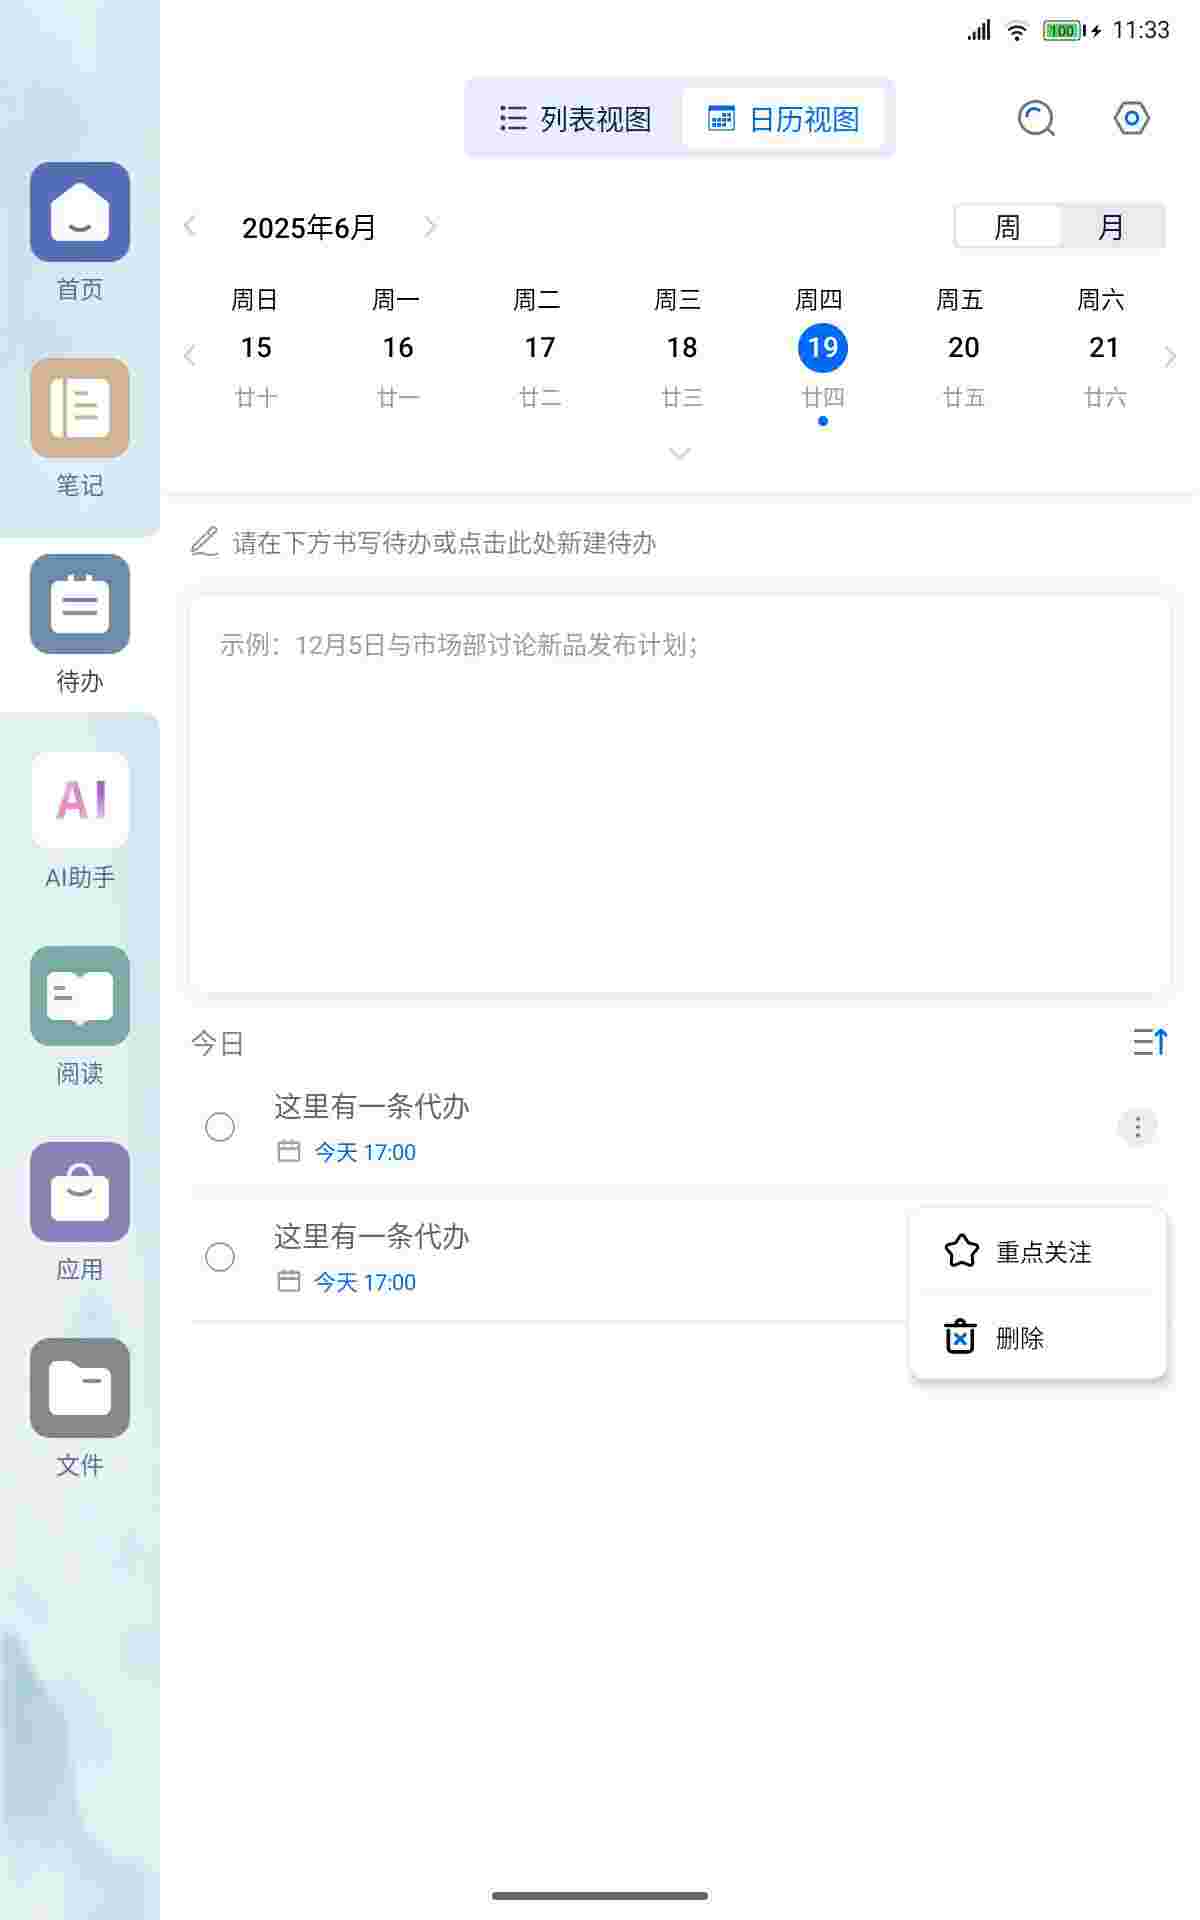 100 11:33
列表视图 日历视图
2025年6月 周 月
周日 周一 周二 周三 周四 周五 周六
15 16 17 18 19 20 21
廿十 廿一 廿二 廿三 廿四 廿五 廿六
请在下方书写待办或点击此处新建待办
示例：12月5日与市场部讨论新品发布计划；
今日
这里有一条代办
今天 17:00
这里有一条代办
今天 17:00
重点关注
删除
首页
笔记
待办
AI
AI助手
阅读
应用
文件